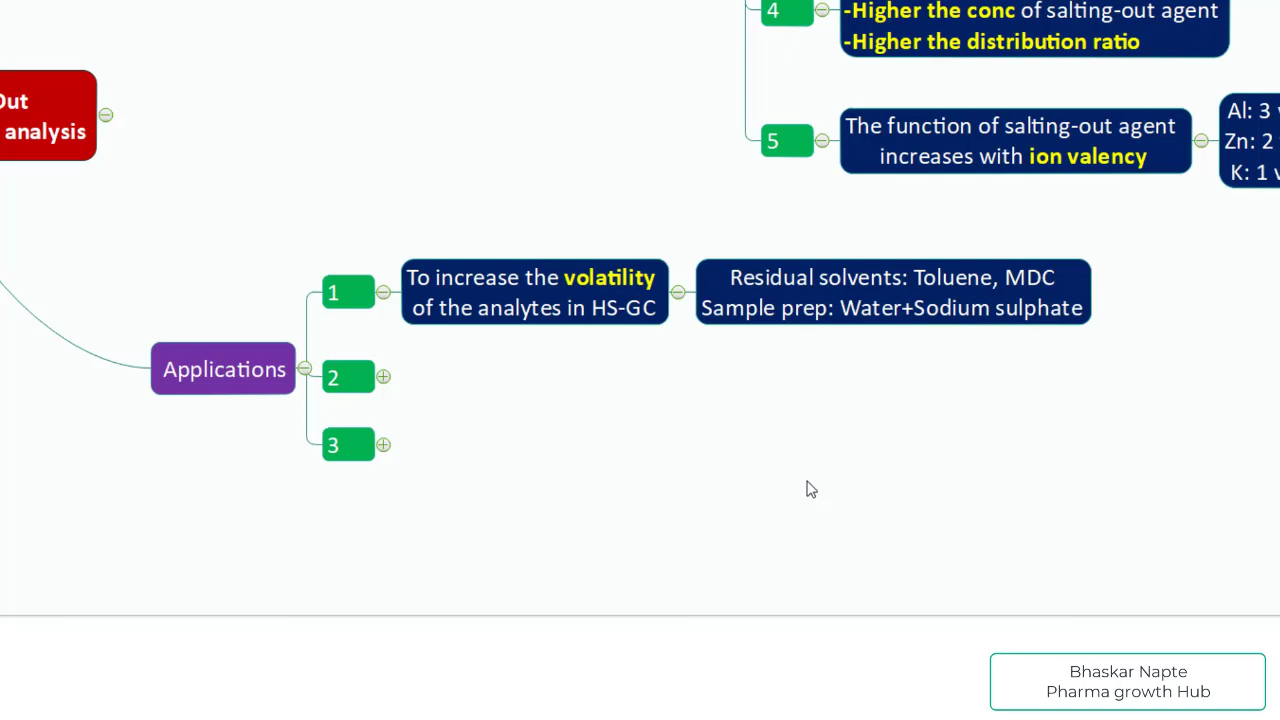 4
-Higher the conc of salting-out agent
-Higher the distribution ratio
Out
analysis
5
The function of salting-out agent
increases with ion valency
Al: 3
Zn: 2
K: 1
1
To increase the volatility
of the analytes in HS-GC
Residual solvents: Toluene, MDC
Sample prep: Water+Sodium sulphate
Applications
2
3
Bhaskar Napte
Pharma growth Hub